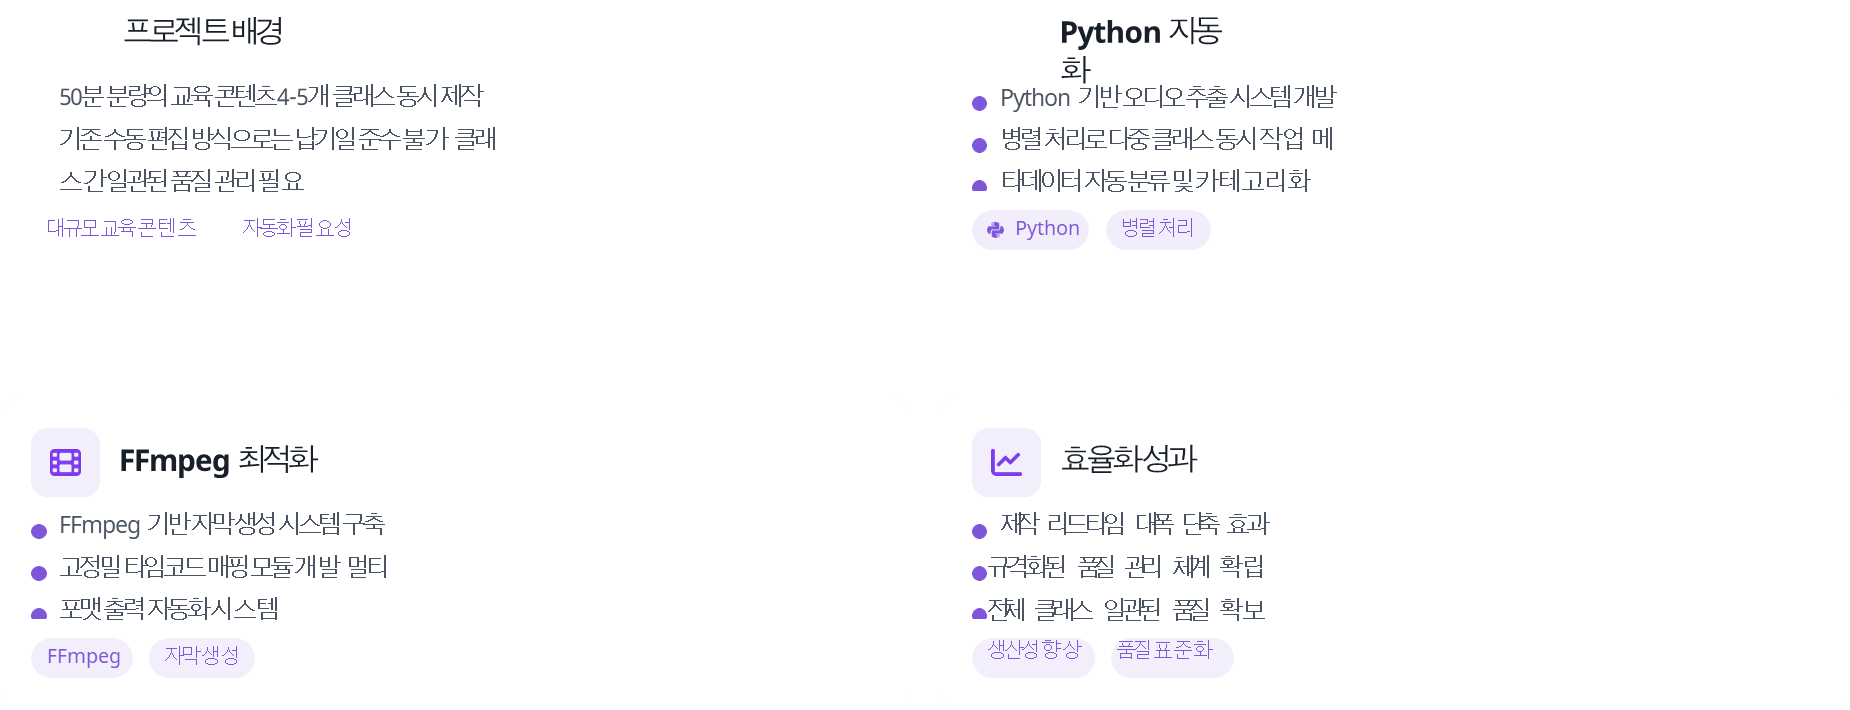 프로젝트 배경
50분 분량의 교육 콘텐츠 4-5개 클래스 동시 제작
기존 수동 편집 방식으로는 납기일 준수 불가 클래
스 간 일관된 품질 관리 필요
대규모 교육 콘텐츠
자동화 필요성
Python 자동
화
Python 기반 오디오 추출 시스템 개발
병렬 처리로 다중 클래스 동시 작업 메
타데이터 자동 분류 및 카테고리화
Python
병렬 처리
FFmpeg 최적화
FFmpeg 기반 자막 생성 시스템 구축
고정밀 타임코드 매핑 모듈 개발 멀티
포맷 출력 자동화 시스템
FFmpeg
자막 생성
효율화 성과
제작 리드타임 대폭 단축 효과
규격화된 품질 관리 체계 확립
전체 클래스 일관된 품질 확보
생산성 향상
품질 표준화